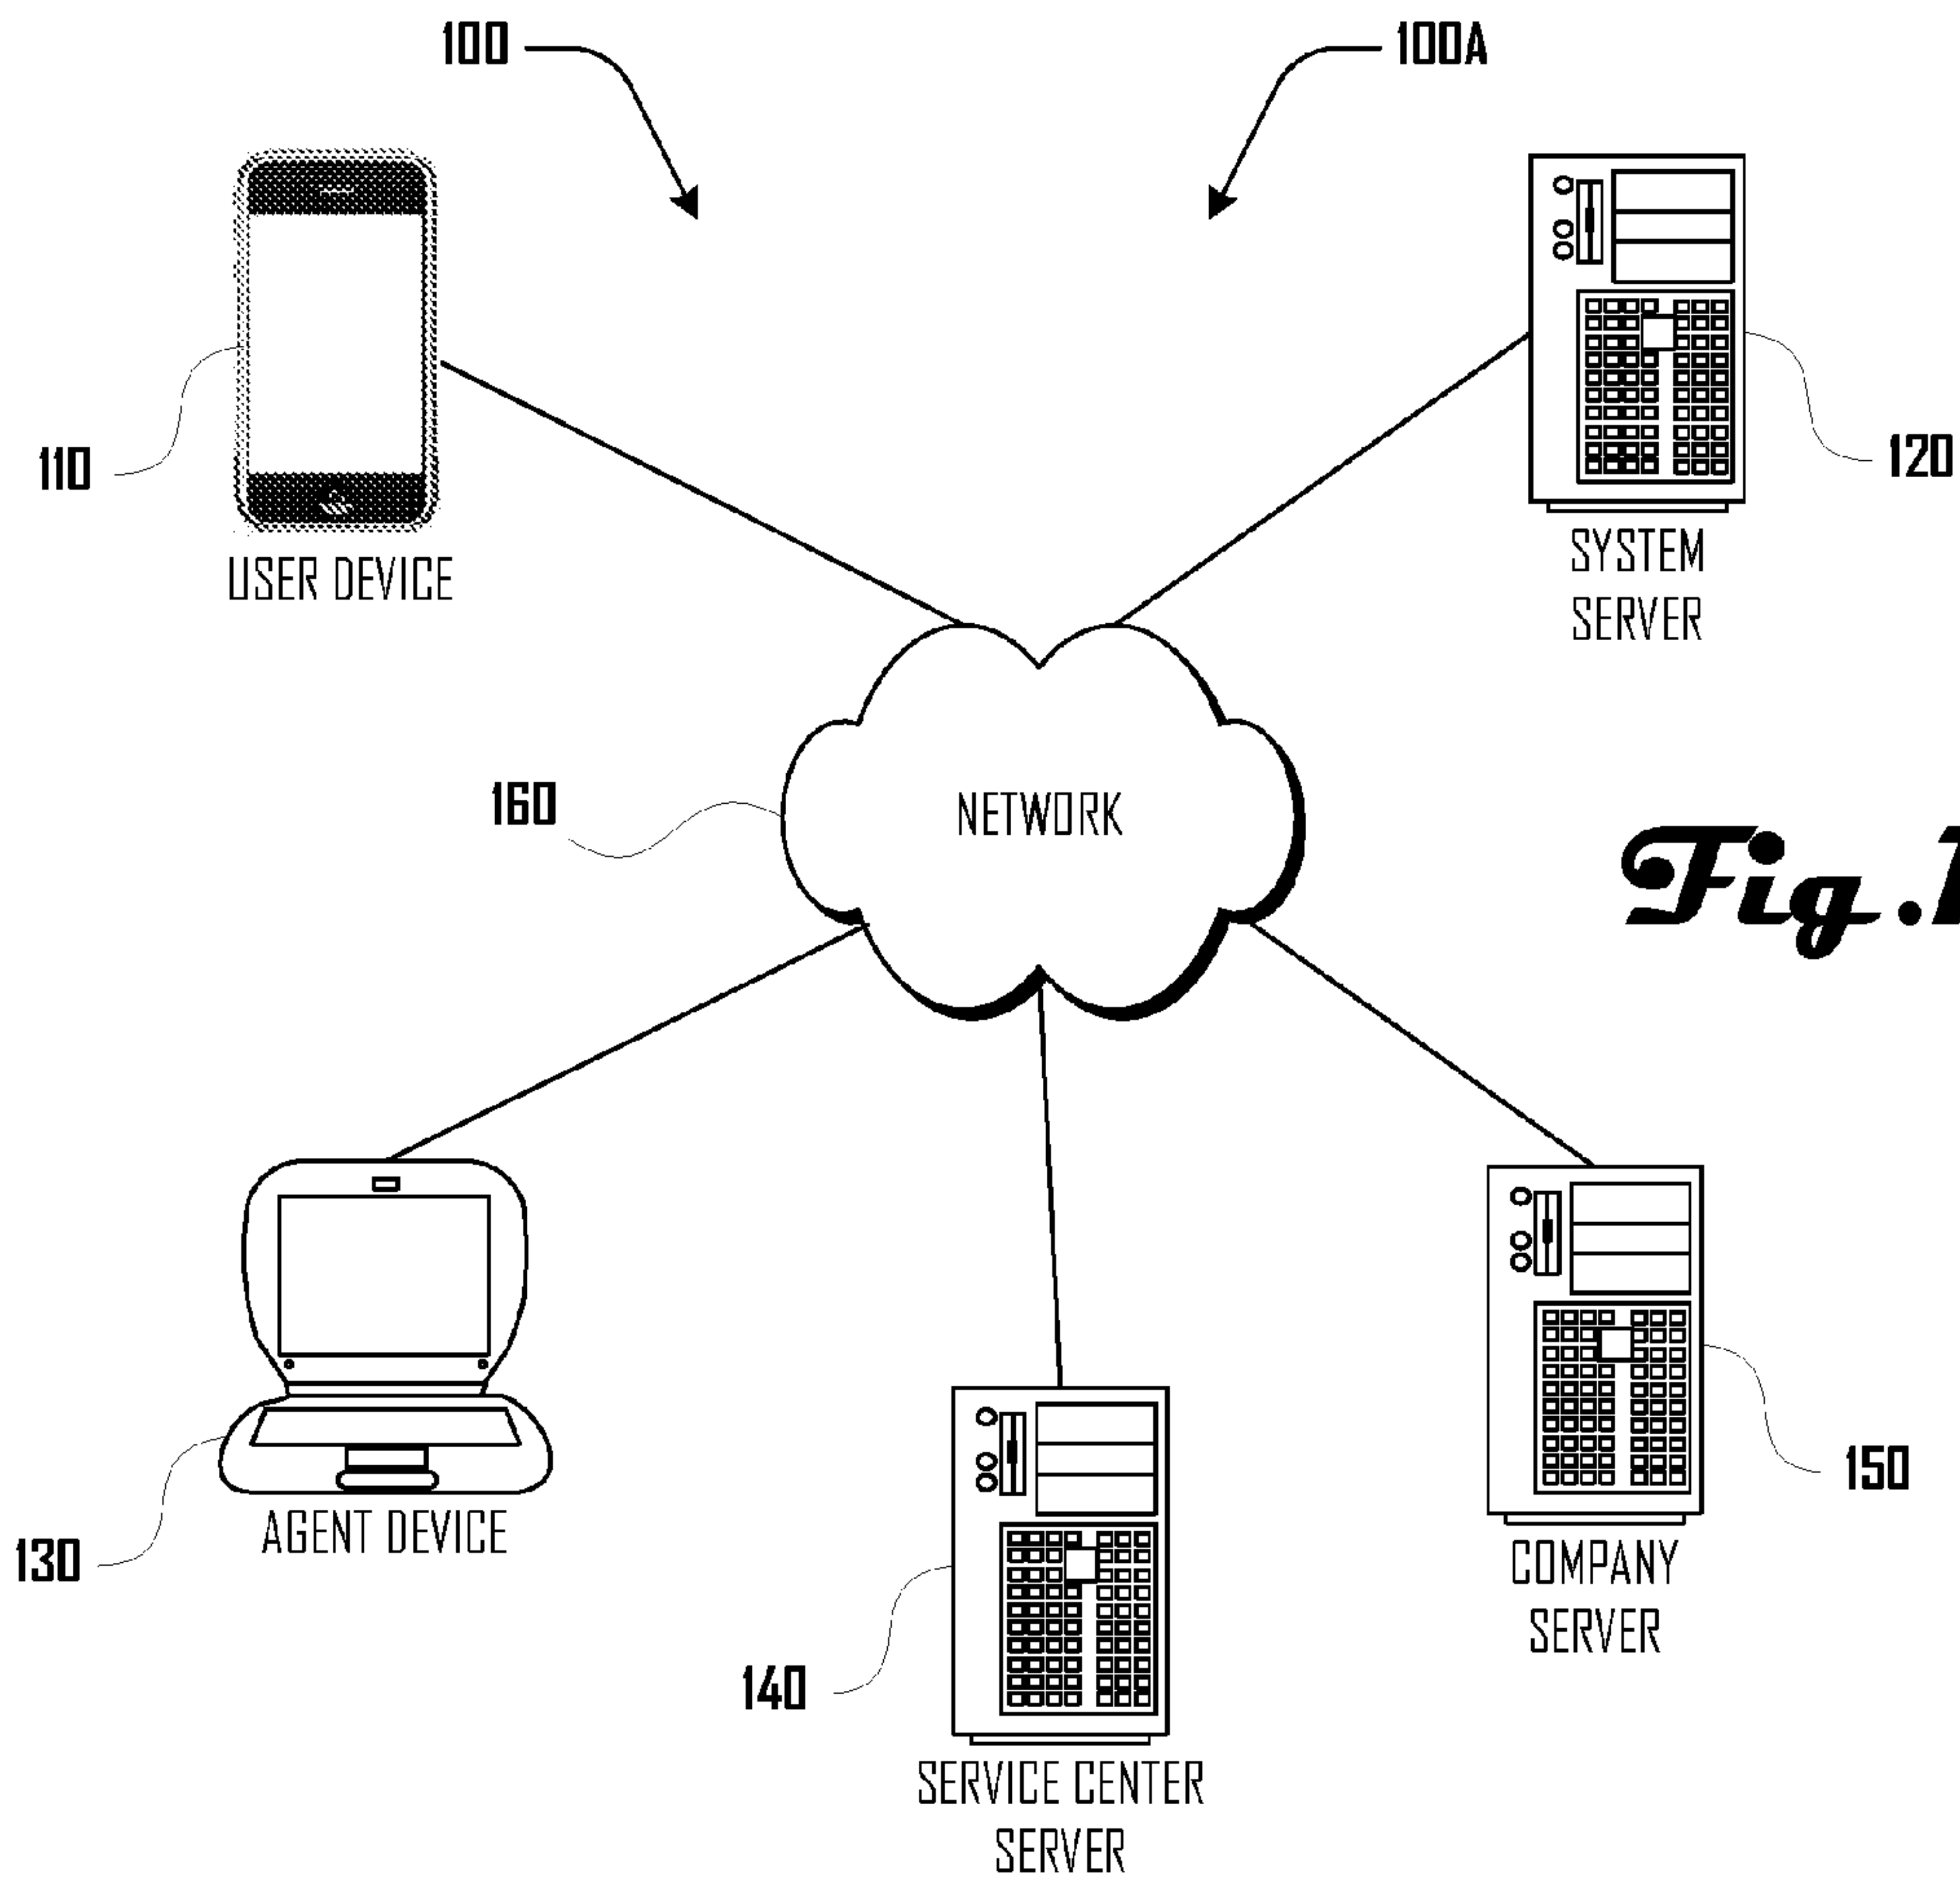 100
100A
110
USER DEVICE
120
SYSTEM
SERVER
160
NETWORK
Fig.
130
AGENT DEVICE
140
SERVICE CENTER
SERVER
150
COMPANY
SERVER